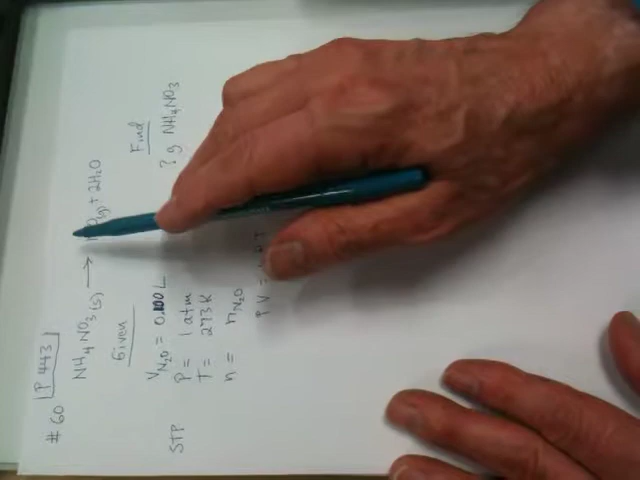 #60 P 443
NH4NO3(s) → O(g) + 2H2O
Given Find
VN2O = 0.100 L ? g NH4NO3
STP P = 1 atm
T = 273 K
n = nN2O
PV =